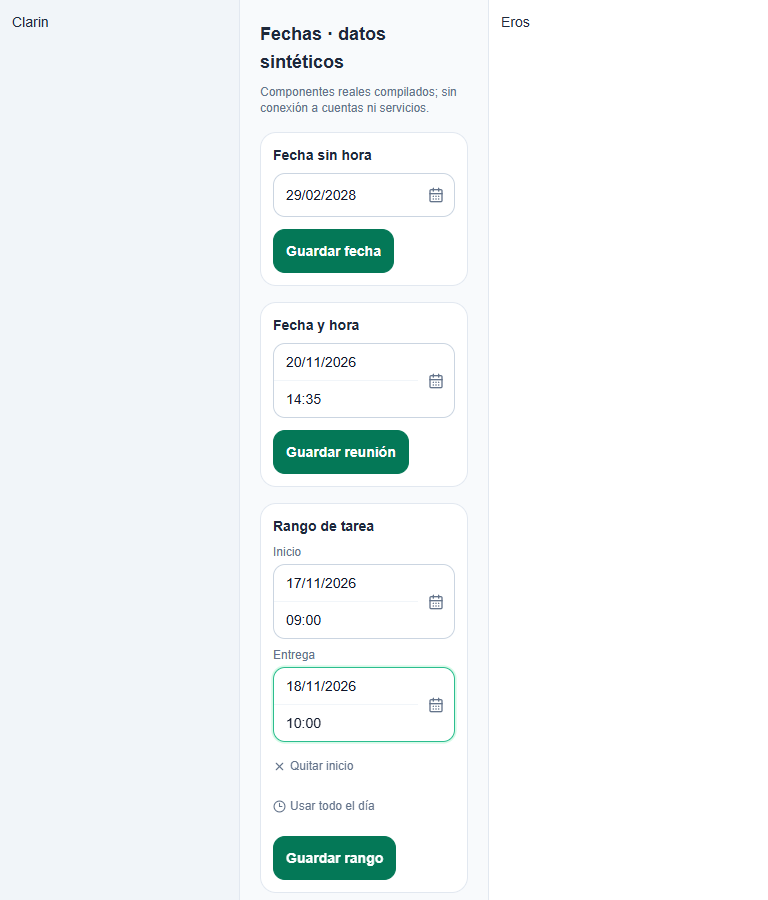 Clarin
Fechas · datos
sintéticos
Componentes reales compilados; sin
conexión a cuentas ni servicios.
Fecha sin hora
29/02/2028
Guardar fecha
Fecha y hora
20/11/2026
14:35
Guardar reunión
Rango de tarea
Inicio
17/11/2026
09:00
Entrega
18/11/2026
10:00
Quitar inicio
Usar todo el día
Guardar rango
Eros